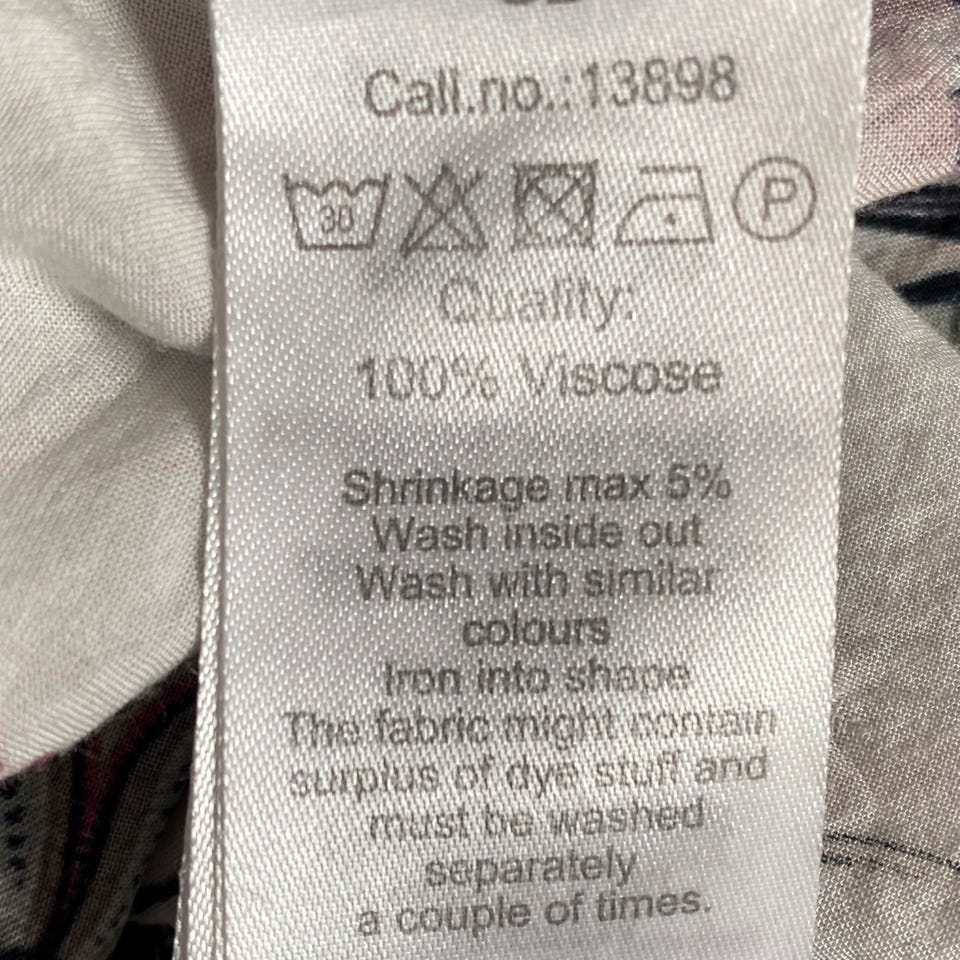 Call.no.:13898
30 P
Quality:
100% Viscose
Shrinkage max 5%
Wash inside out
Wash with similar
colours
Iron into shape
The fabric might contain
surplus of dye stuff and
must be washed
separately
a couple of times.